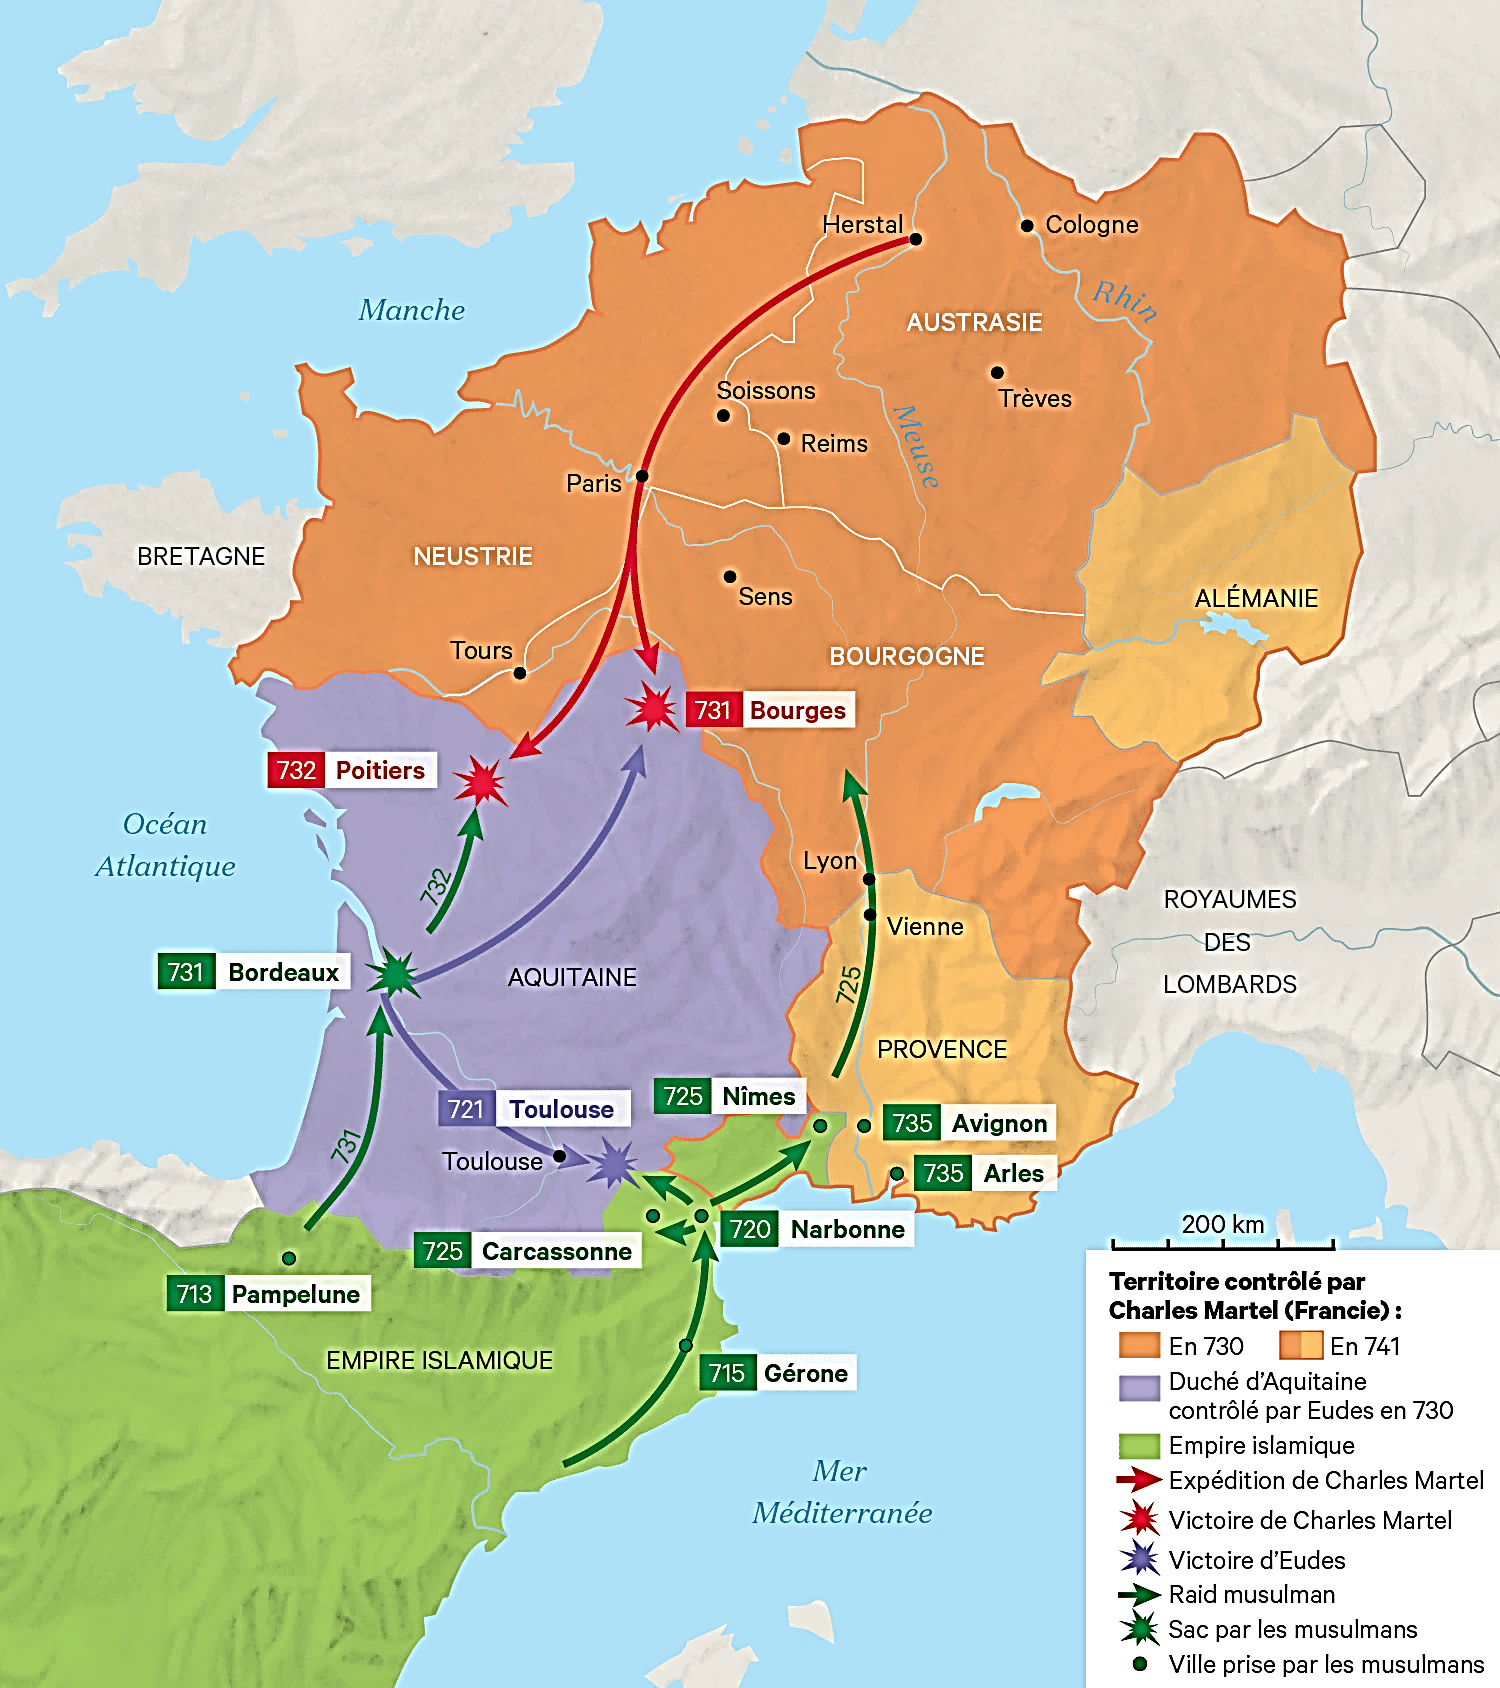 Herstal
Cologne
Manche
Rhin
AUSTRASIE
Soissons
Trèves
Meuse
Reims
Paris
BRETAGNE
NEUSTRIE
Sens
ALÉMANIE
Tours
BOURGOGNE
731 Bourges
732 Poitiers
Océan
Atlantique
Lyon
732
ROYAUMES
DES
LOMBARDS
Vienne
731 Bordeaux
AQUITAINE
725
PROVENCE
725 Nîmes
721 Toulouse
735 Avignon
731
Toulouse
735 Arles
720 Narbonne
725 Carcassonne
713 Pampelune
EMPIRE ISLAMIQUE
715 Gérone
Mer
Méditerranée
200 km
Territoire contrôlé par
Charles Martel (Francie) :
En 730 En 741
Duché d'Aquitaine
contrôlé par Eudes en 730
Empire islamique
Expédition de Charles Martel
Victoire de Charles Martel
Victoire d'Eudes
Raid musulman
Sac par les musulmans
Ville prise par les musulmans